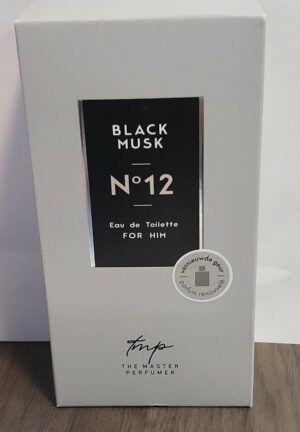 BLACK
MUSK
N°12
Eau de Toilette
FOR HIM
vernieuwde geur
parfum renouvelé
tmp
THE MASTER
PERFUMER